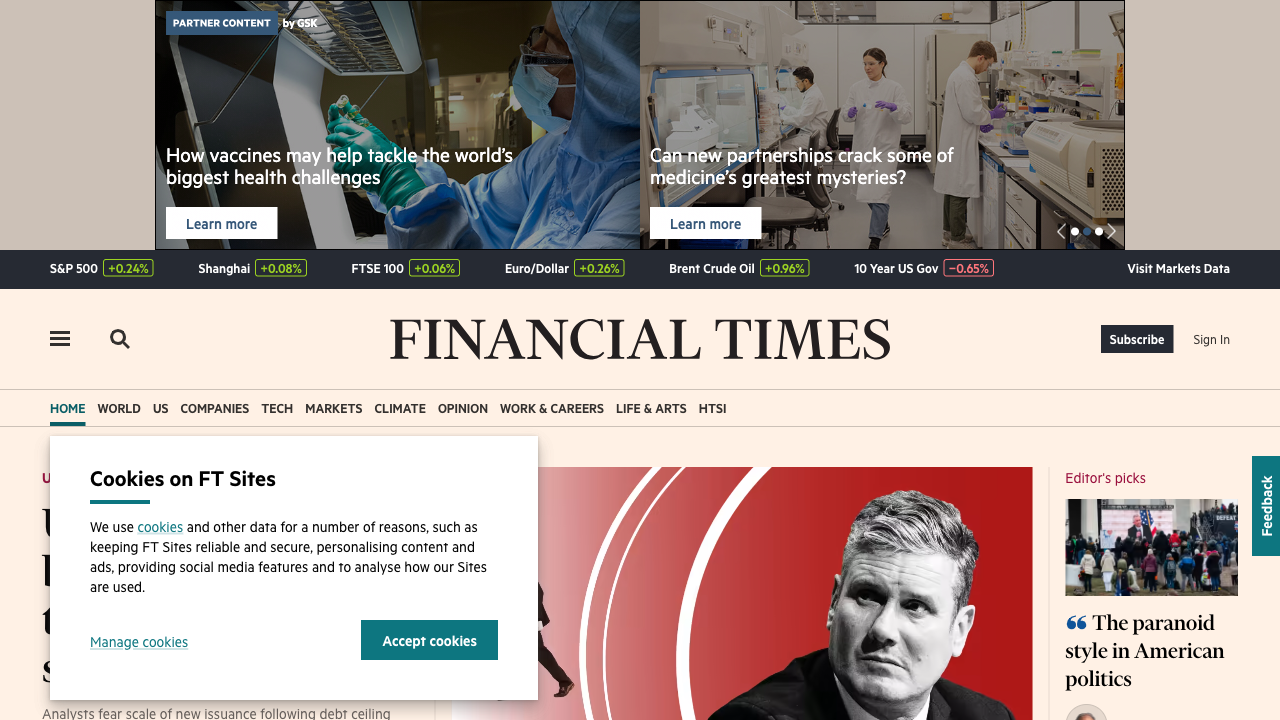 PARTNER CONTENT by GSK
How vaccines may help tackle the world's
biggest health challenges
Learn more
Can new partnerships crack some of
medicine's greatest mysteries?
Learn more
S&P 500 +0.24% Shanghai +0.08% FTSE 100 +0.06% Euro/Dollar +0.26% Brent Crude Oil +0.96% 10 Year US Gov −0.65% Visit Markets Data
FINANCIAL TIMES
Subscribe Sign In
HOME WORLD US COMPANIES TECH MARKETS CLIMATE OPINION WORK & CAREERS LIFE & ARTS HTSI
Cookies on FT Sites
We use cookies and other data for a number of reasons, such as
keeping FT Sites reliable and secure, personalising content and
ads, providing social media features and to analyse how our Sites
are used.
Manage cookies Accept cookies
Analysts fear scale of new issuance following debt ceiling
Editor's picks
DEFEAT
“ The paranoid
style in American
politics
Feedback